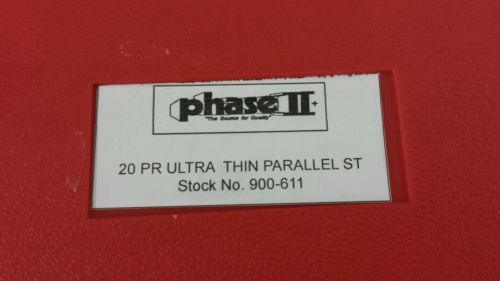 phase II+
"The Source for Quality"
20 PR ULTRA THIN PARALLEL ST
Stock No. 900-611